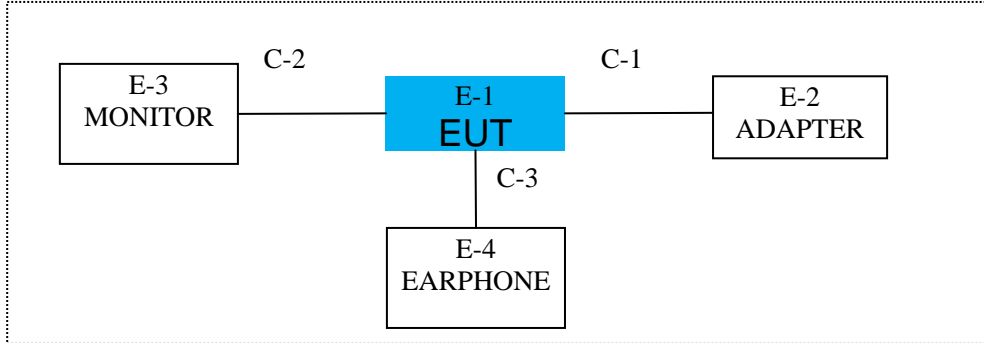 C-2
C-1
E-3
MONITOR
E-1
EUT
E-2
ADAPTER
C-3
E-4
EARPHONE